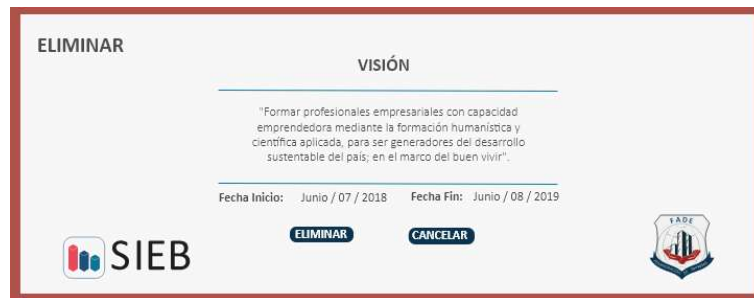 ELIMINAR
VISIÓN
"Formar profesionales empresariales con capacidad
emprendedora mediante la formación humanística y
científica aplicada, para ser generadores del desarrollo
sustentable del país; en el marco del buen vivir".
Fecha Inicio: Junio / 07 / 2018 Fecha Fin: Junio / 08 / 2019
ELIMINAR CANCELAR
SIEB
FADE